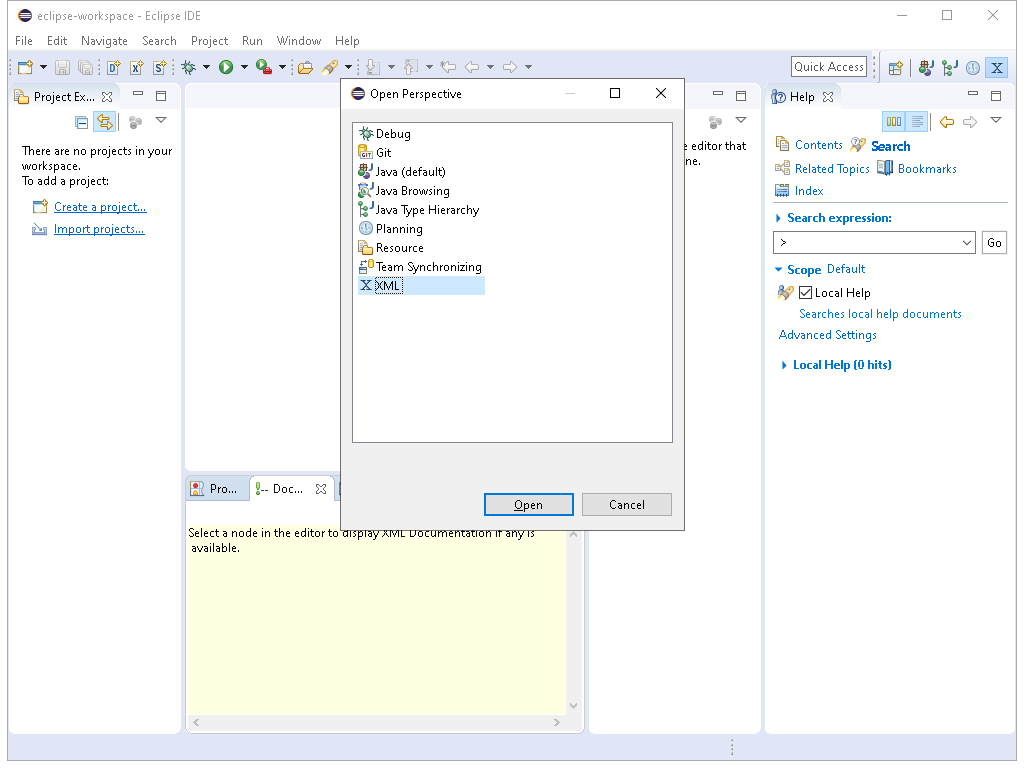 eclipse-workspace - Eclipse IDE
File Edit Navigate Search Project Run Window Help
Quick Access
Project Ex...
There are no projects in your
workspace.
To add a project:
Create a project...
Import projects...
Open Perspective
Debug
Git
Java (default)
Java Browsing
Java Type Hierarchy
Planning
Resource
Team Synchronizing
XML
Open Cancel
editor that
ne.
Pro...
Doc...
Select a node in the editor to display XML Documentation if any is
available.
Help
Contents Search
Related Topics Bookmarks
Index
Search expression:
> Go
Scope Default
Local Help
Searches local help documents
Advanced Settings
Local Help (0 hits)